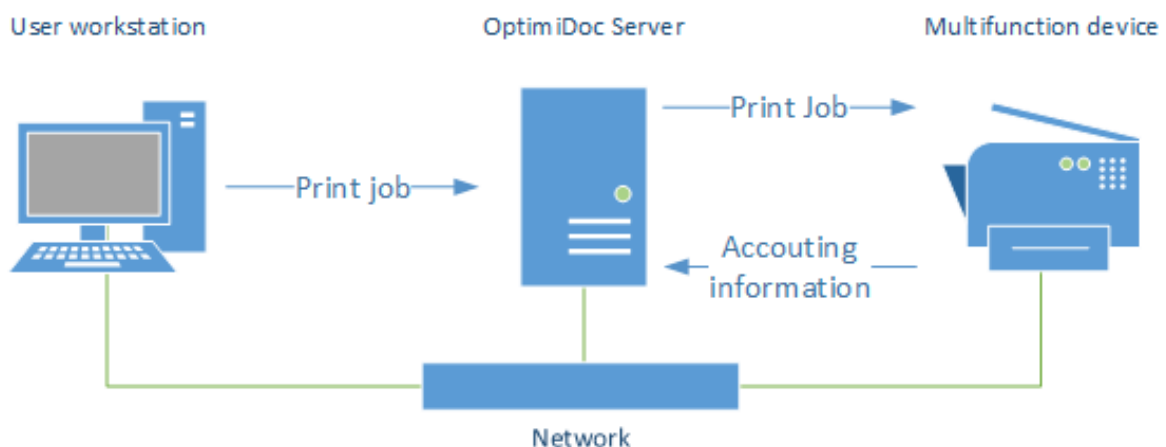 User workstation
OptimiDoc Server
Multifunction device
Print job
Print Job
Accouting
information
Network